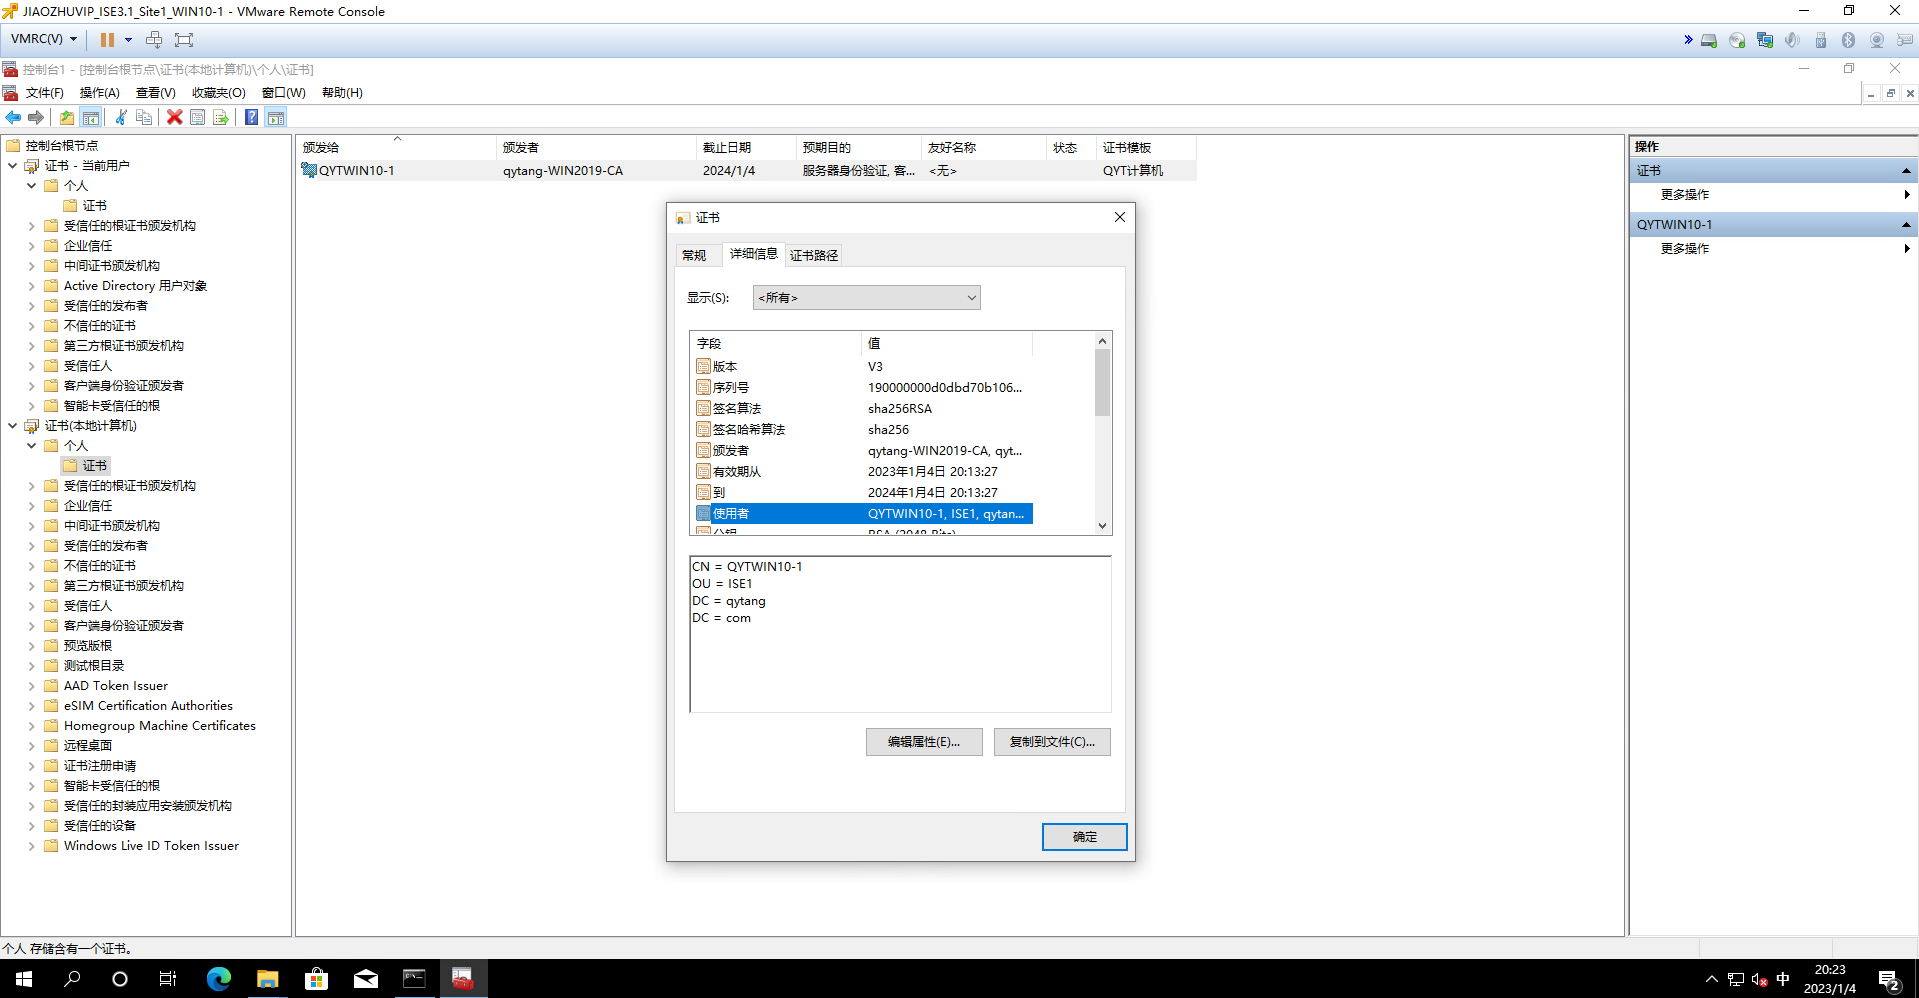 JIAOZHUVIP_ISE3.1_Site1_WIN10-1 - VMware Remote Console
VMRC(V)
控制台1 - [控制台根节点\证书(本地计算机)\个人\证书]
文件(F) 操作(A) 查看(V) 收藏夹(O) 窗口(W) 帮助(H)
控制台根节点
证书 - 当前用户
个人
证书
受信任的根证书颁发机构
企业信任
中间证书颁发机构
Active Directory 用户对象
受信任的发布者
不信任的证书
第三方根证书颁发机构
受信任人
客户端身份验证颁发者
智能卡受信任的根
证书(本地计算机)
个人
证书
受信任的根证书颁发机构
企业信任
中间证书颁发机构
受信任的发布者
不信任的证书
第三方根证书颁发机构
受信任人
客户端身份验证颁发者
预览版根
测试根目录
AAD Token Issuer
eSIM Certification Authorities
Homegroup Machine Certificates
远程桌面
证书注册申请
智能卡受信任的根
受信任的封装应用安装颁发机构
受信任的设备
Windows Live ID Token Issuer
颁发给 颁发者 截止日期 预期目的 友好名称 状态 证书模板
QYTWIN10-1 qytang-WIN2019-CA 2024/1/4 服务器身份验证, 客... <无> QYT计算机
证书
常规 详细信息 证书路径
显示(S): <所有>
字段 值
版本 V3
序列号 190000000d0dbd70b106...
签名算法 sha256RSA
签名哈希算法 sha256
颁发者 qytang-WIN2019-CA, qyt...
有效期从 2023年1月4日 20:13:27
到 2024年1月4日 20:13:27
使用者 QYTWIN10-1, ISE1, qytan...
公钥 RSA (2048 Bits)
CN = QYTWIN10-1
OU = ISE1
DC = qytang
DC = com
编辑属性(E)... 复制到文件(C)...
确定
操作
证书
更多操作
QYTWIN10-1
更多操作
个人 存储含有一个证书。
中
20:23
2023/1/4
2